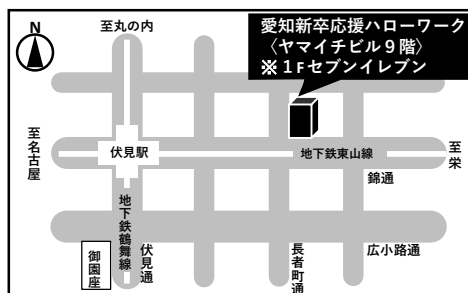 N
至丸の内
愛知新卒応援ハローワーク
〈ヤマイチビル９階〉
※１Fセブンイレブン
至名古屋
伏見駅
地下鉄東山線
至栄
錦通
地下鉄鶴舞線
伏見通
御園座
長者町通
広小路通